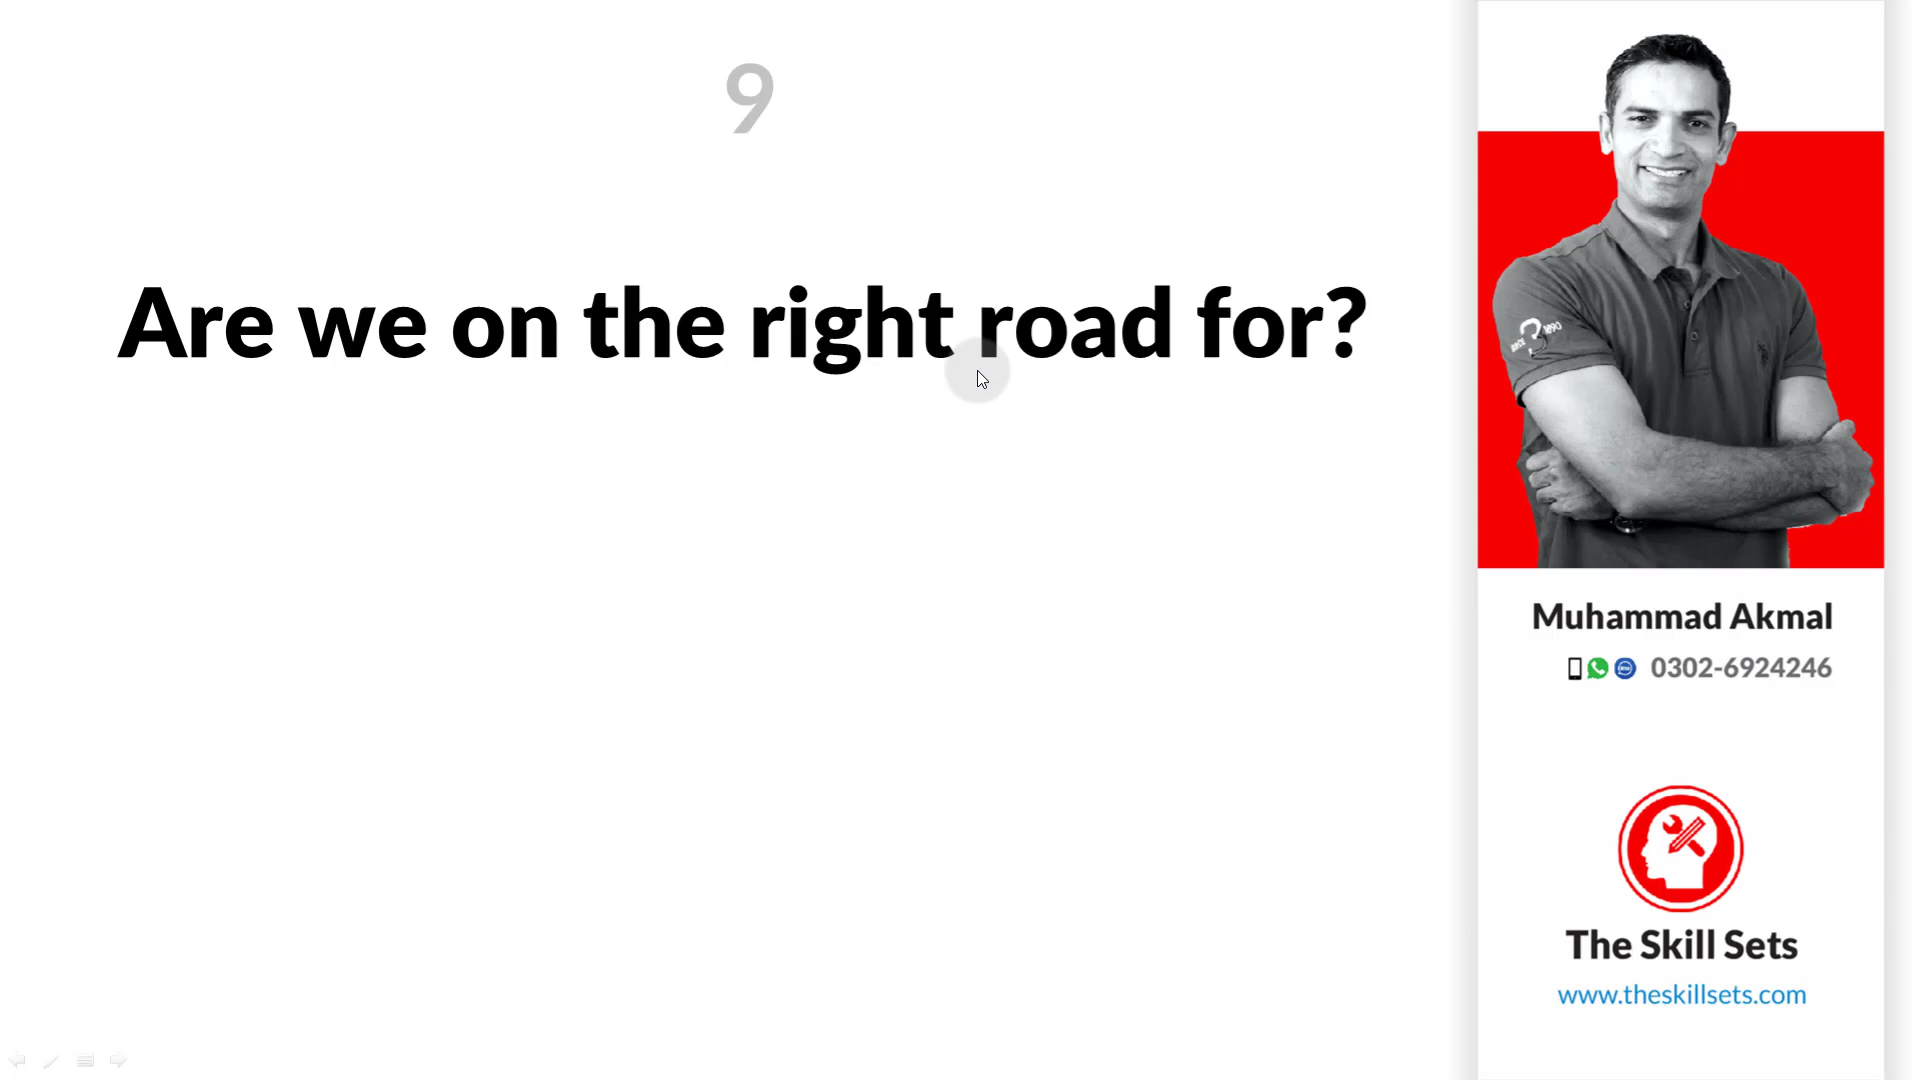 9
Are we on the right road for?
Muhammad Akmal
0302-6924246
The Skill Sets
www.theskillsets.com